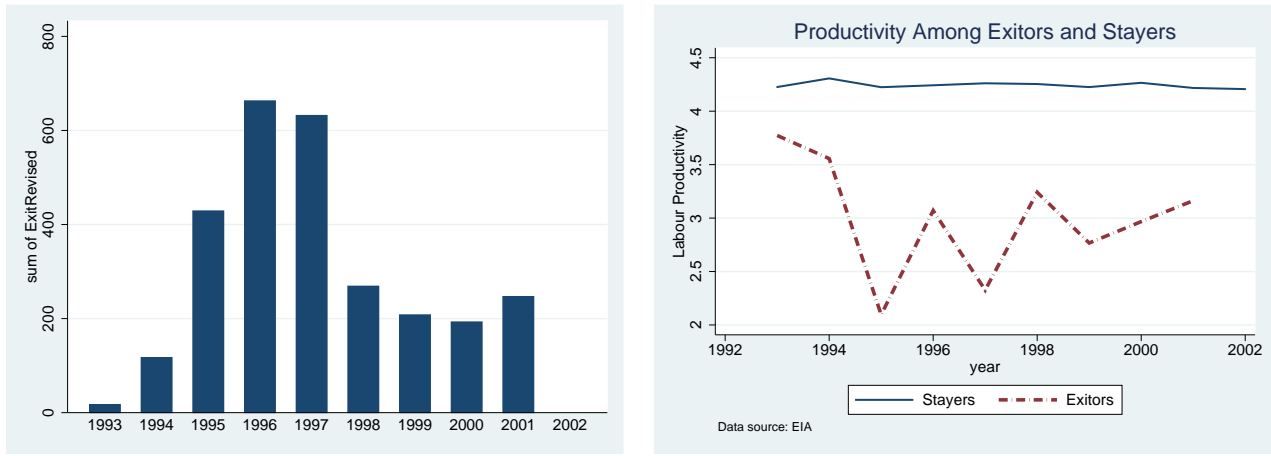 800
600
400
200
0
sum of ExitRevised
1993 1994 1995 1996 1997 1998 1999 2000 2001 2002
Productivity Among Exitors and Stayers
4.5
4
3.5
3
2.5
2
Labour Productivity
1992 1994 1996 1998 2000 2002
year
Stayers Exitors
Data source: EIA